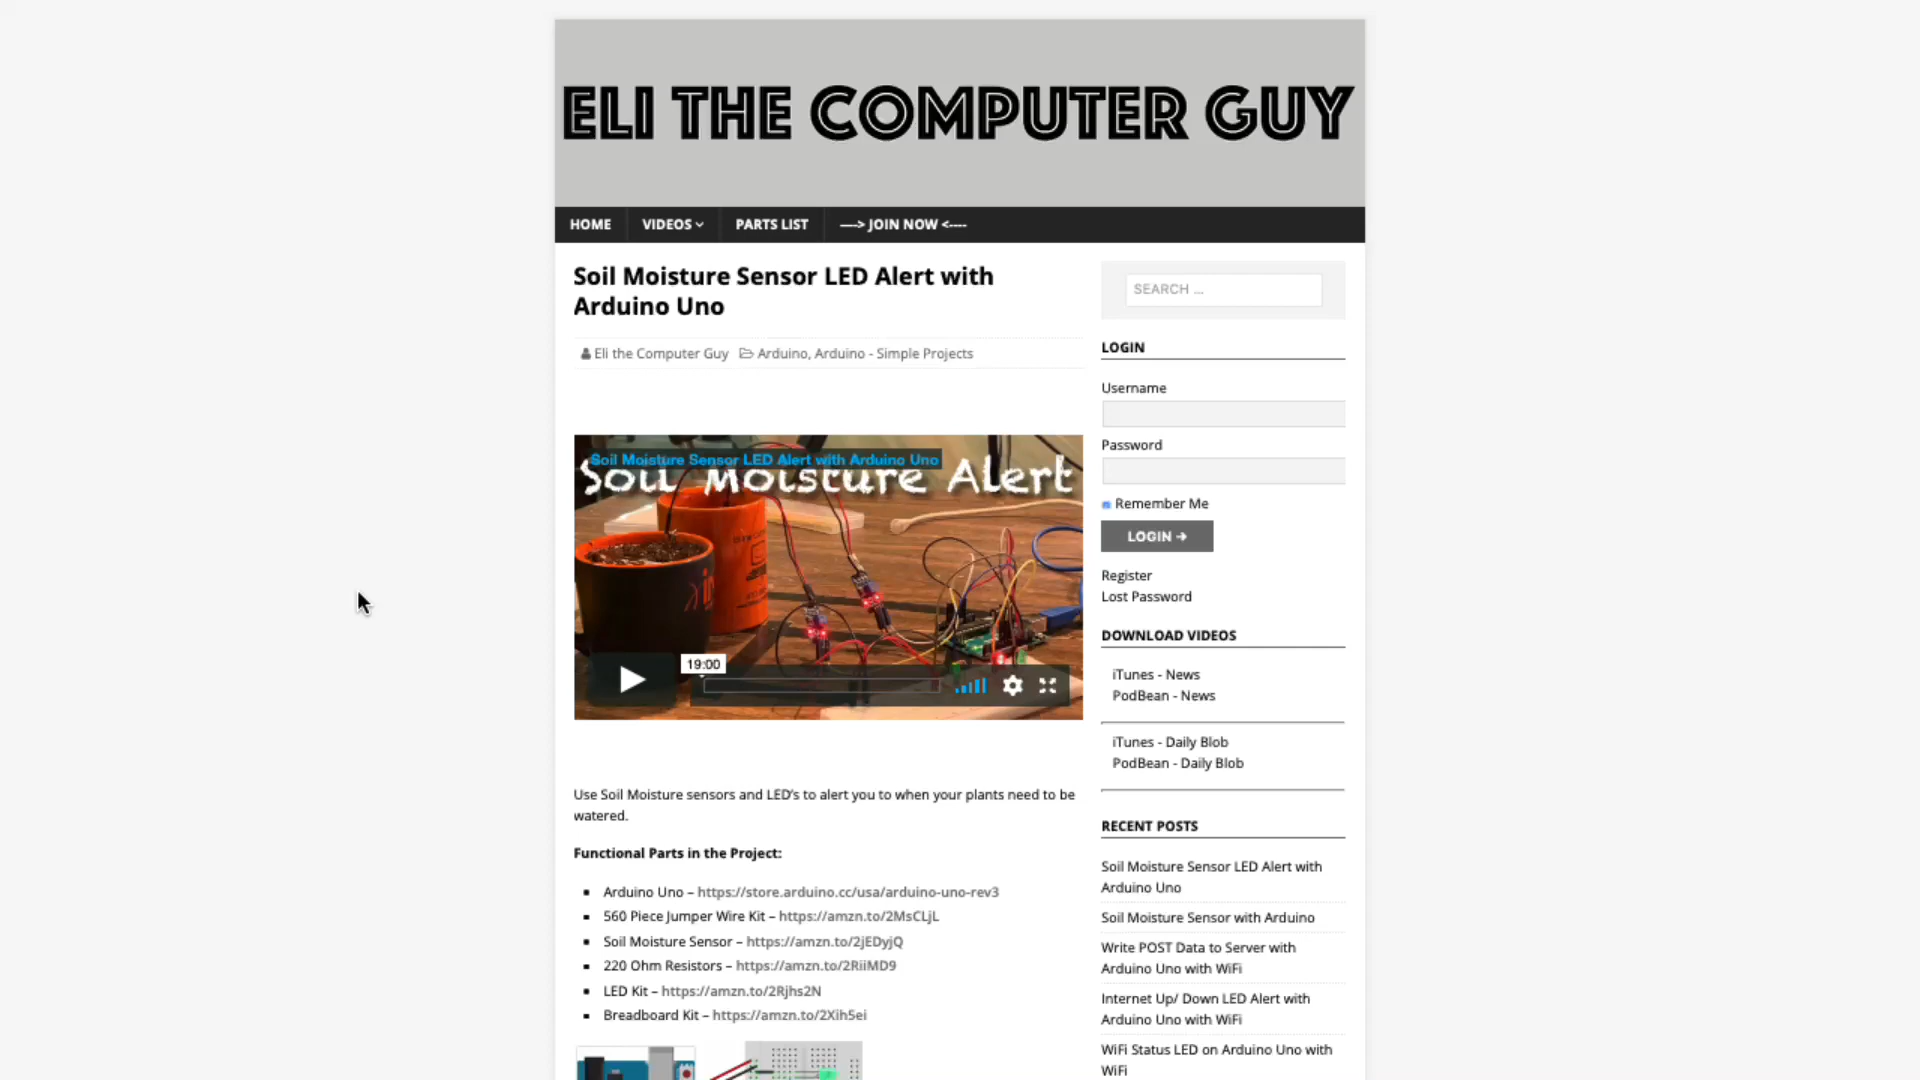 ELI THE COMPUTER GUY
HOME VIDEOS PARTS LIST ----> JOIN NOW <----
Soil Moisture Sensor LED Alert with
Arduino Uno
Eli the Computer Guy Arduino, Arduino - Simple Projects
Soil Moisture Sensor LED Alert with Arduino Uno
Soil Moisture Alert
19:00
Use Soil Moisture sensors and LED's to alert you to when your plants need to be
watered.
Functional Parts in the Project:
Arduino Uno – https://store.arduino.cc/usa/arduino-uno-rev3
560 Piece Jumper Wire Kit – https://amzn.to/2MsCLjL
Soil Moisture Sensor – https://amzn.to/2jEDyjQ
220 Ohm Resistors – https://amzn.to/2RiiMD9
LED Kit – https://amzn.to/2Rjhs2N
Breadboard Kit – https://amzn.to/2Xih5ei
SEARCH …
LOGIN
Username
Password
Remember Me
LOGIN →
Register
Lost Password
DOWNLOAD VIDEOS
iTunes - News
PodBean - News
iTunes - Daily Blob
PodBean - Daily Blob
RECENT POSTS
Soil Moisture Sensor LED Alert with
Arduino Uno
Soil Moisture Sensor with Arduino
Write POST Data to Server with
Arduino Uno with WiFi
Internet Up/ Down LED Alert with
Arduino Uno with WiFi
WiFi Status LED on Arduino Uno with
WiFi